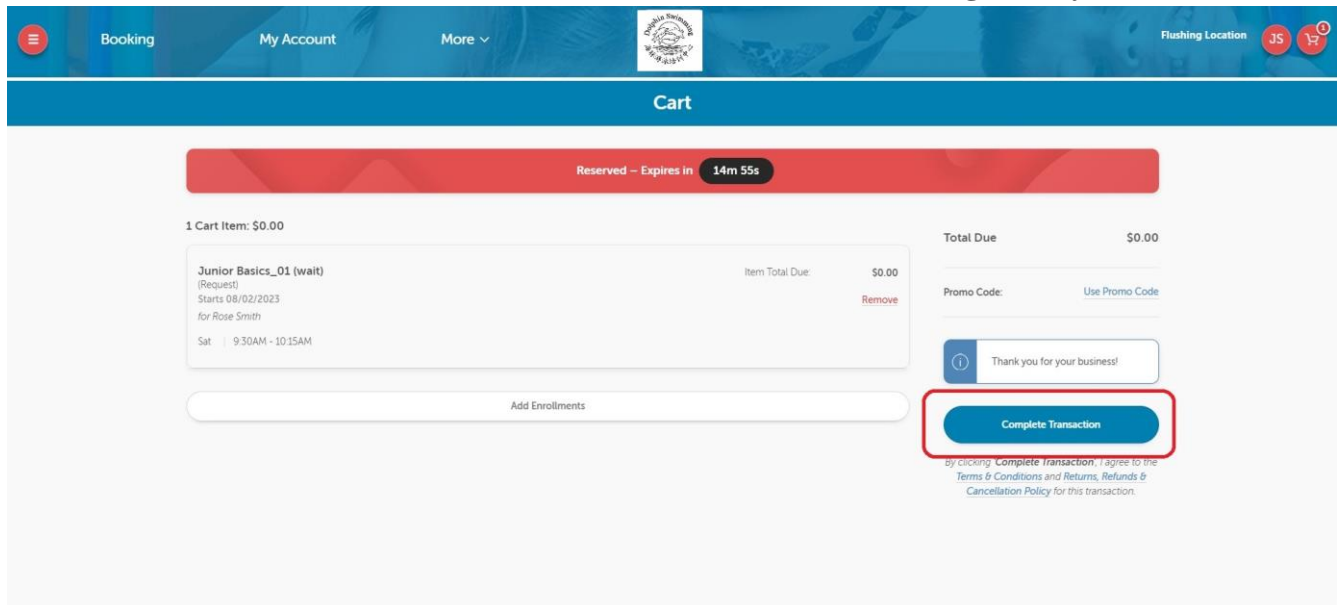 Booking
My Account
More
Dolphin Swimming
Flushing Location
JS
1
Cart
Reserved – Expires in 14m 55s
1 Cart Item: $0.00
Junior Basics_01 (wait)
(Request)
Starts 08/02/2023
for Rose Smith
Sat | 9:30AM - 10:15AM
Item Total Due: $0.00
Remove
Add Enrollments
Total Due $0.00
Promo Code: Use Promo Code
Thank you for your business!
Complete Transaction
By clicking 'Complete Transaction', I agree to the
Terms & Conditions and Returns, Refunds &
Cancellation Policy for this transaction.